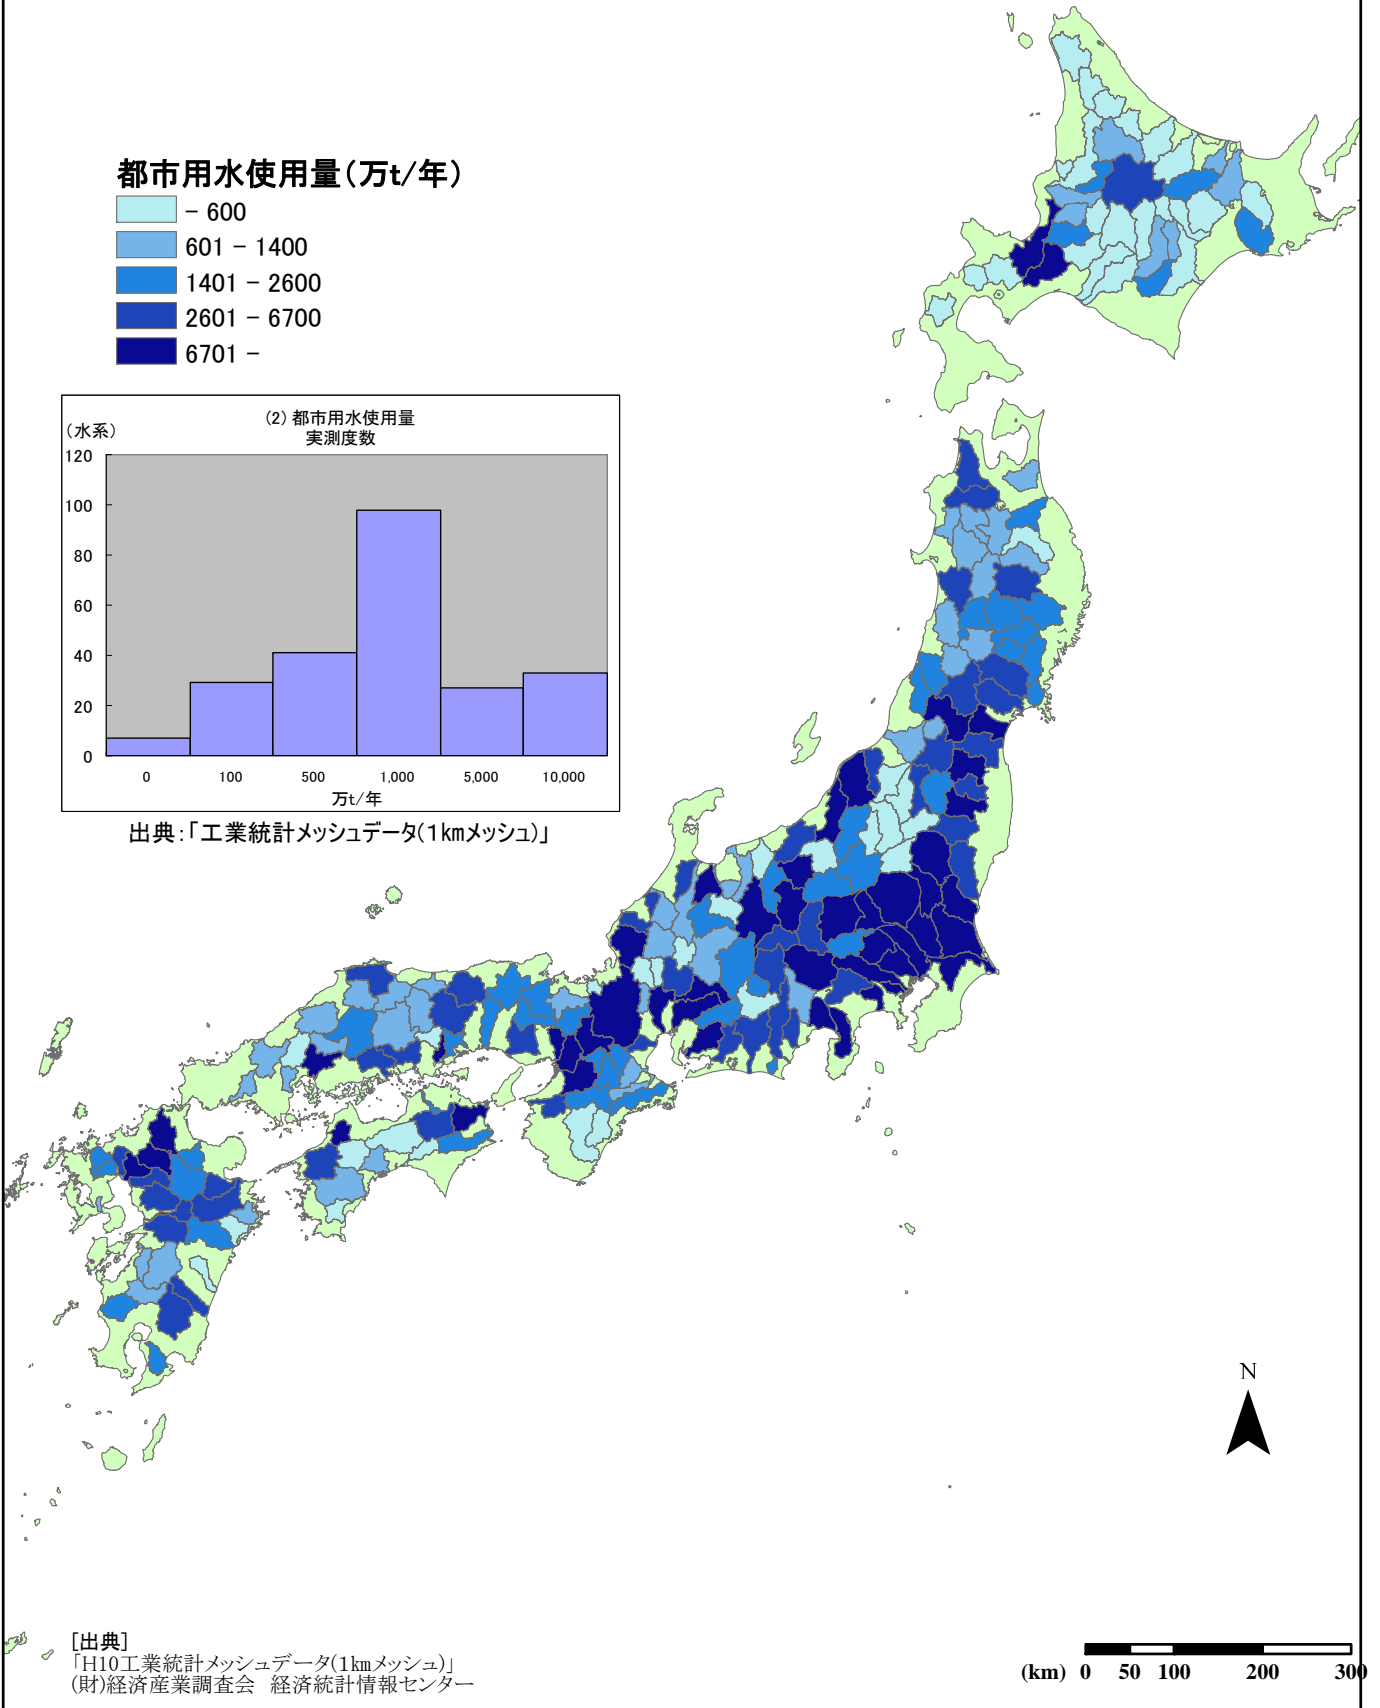 都市用水使用量(万t/年)
- 600
601 - 1400
1401 - 2600
2601 - 6700
6701 -
(2) 都市用水使用量
実測度数
(水系)
120
100
80
60
40
20
0
0 100 500 1,000 5,000 10,000
万t/年
出典:「工業統計メッシュデータ(1kmメッシュ)」
N
[出典]
「H10工業統計メッシュデータ(1kmメッシュ)」
(財)経済産業調査会 経済統計情報センター
(km) 0 50 100 200 300